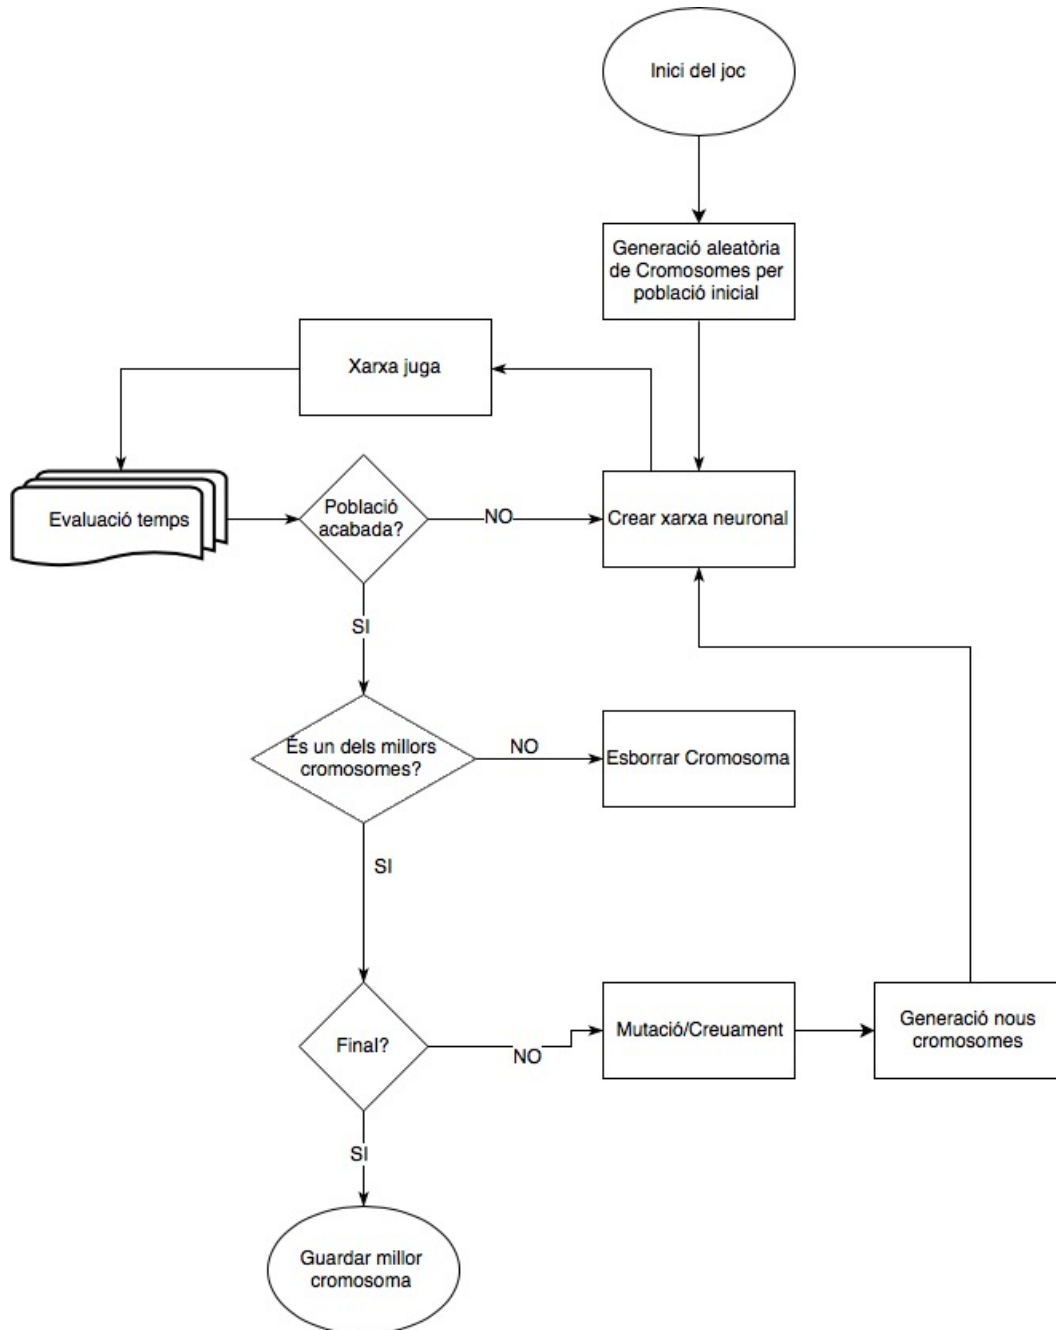 Inici del joc
Generació aleatòria
de Cromosomes per
població inicial
Xarxa juga
Evaluació temps
Població
acabada?
NO
Crear xarxa neuronal
SI
És un dels millors
cromosomes?
NO
Esborrar Cromosoma
SI
Final?
NO
Mutació/Creuament
Generació nous
cromosomes
SI
Guardar millor
cromosoma